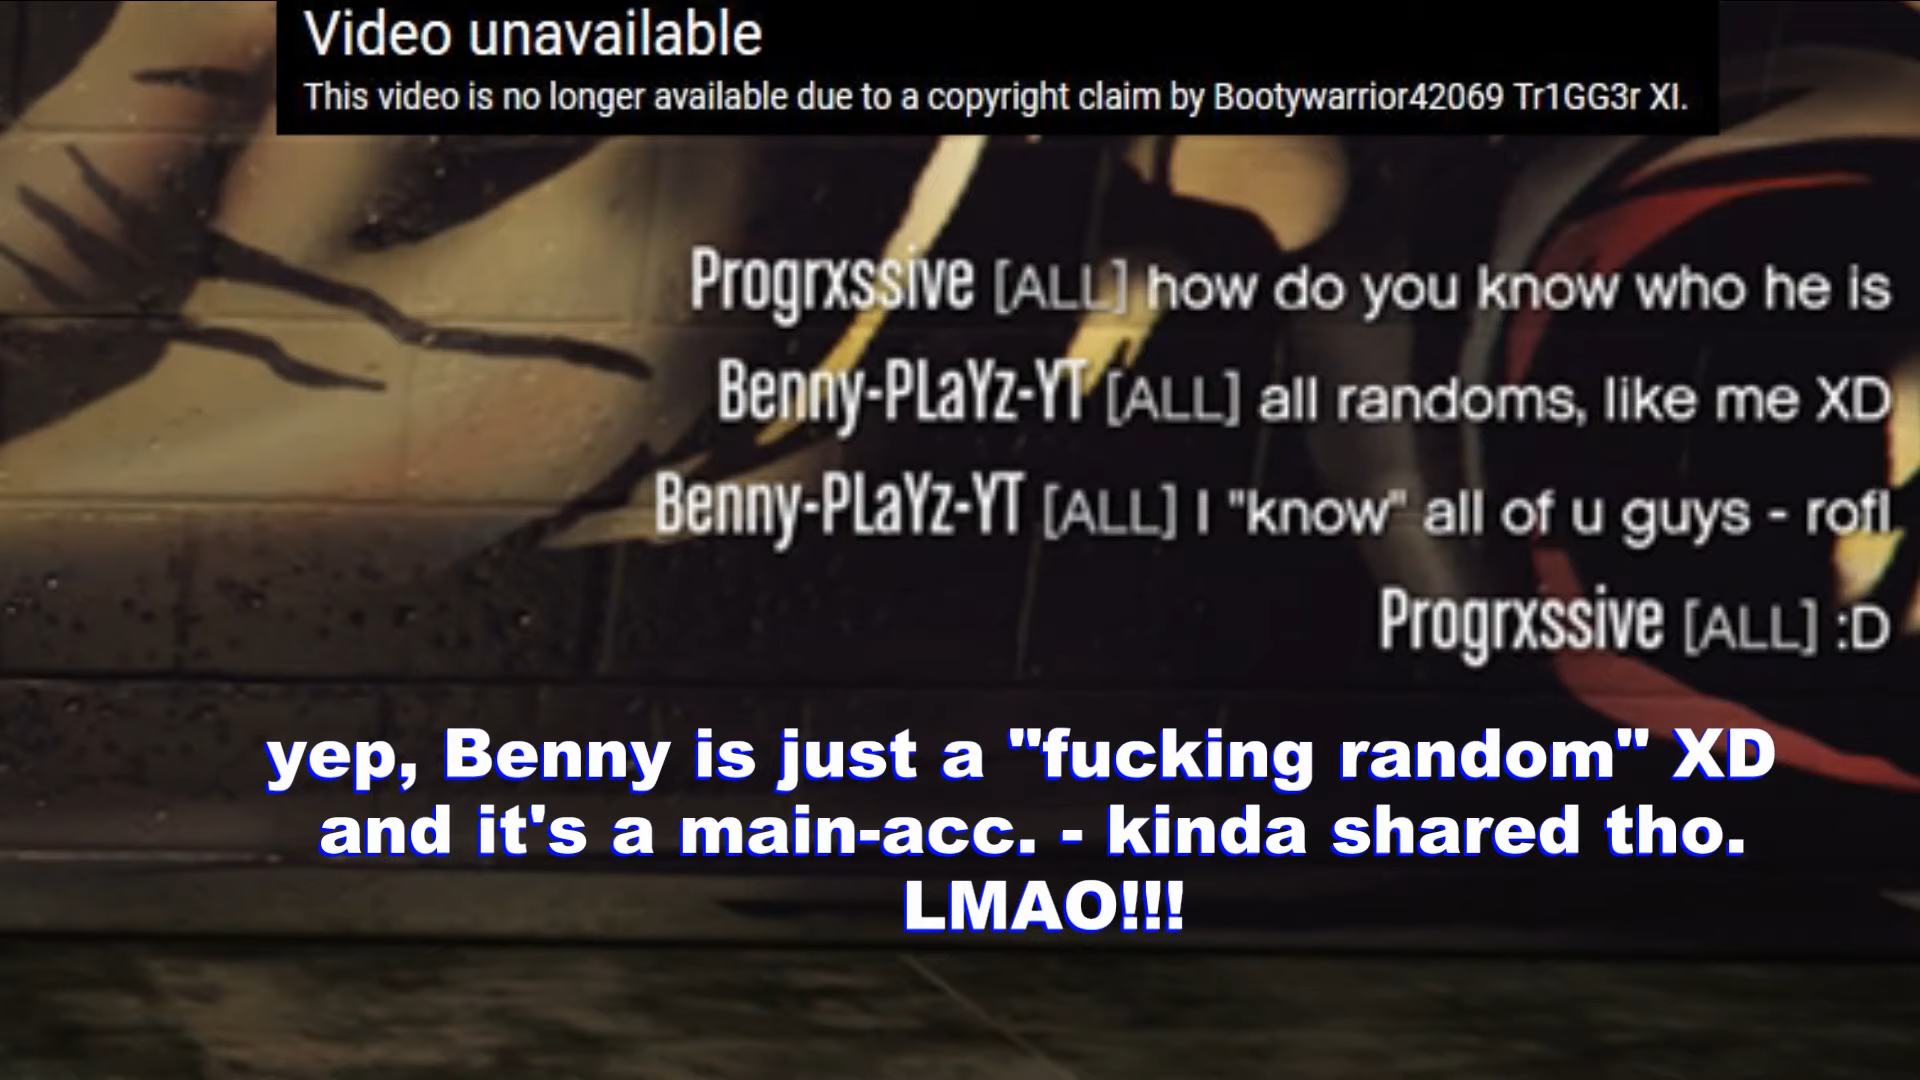 Video unavailable
This video is no longer available due to a copyright claim by Bootywarrior42069 Tr1GG3r XI.
Progrxssive [ALL] how do you know who he is
Benny-PLaYz-YT [ALL] all randoms, like me XD
Benny-PLaYz-YT [ALL] I "know" all of u guys - rofl
Progrxssive [ALL] :D
yep, Benny is just a "fucking random" XD
and it's a main-acc. - kinda shared tho.
LMAO!!!